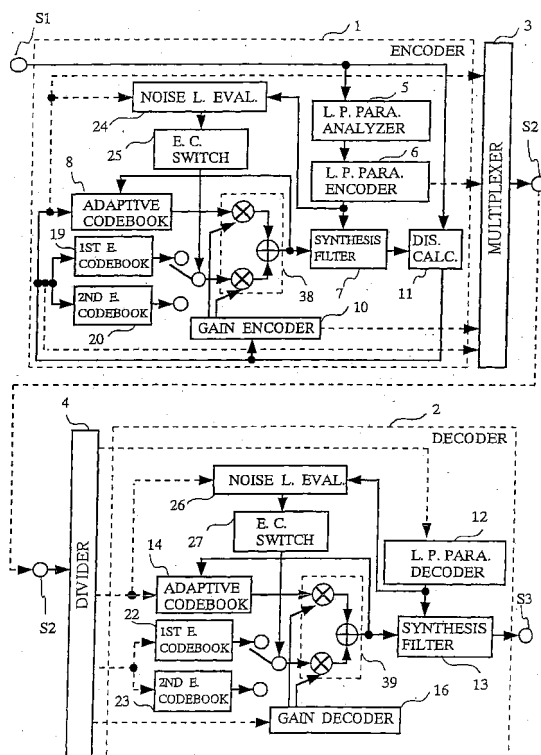 S1
1
ENCODER
3
NOISE L. EVAL.
24
5
L. P. PARA.
ANALYZER
S2
25
E. C.
SWITCH
6
L. P. PARA.
ENCODER
MULTIPLEXER
8
ADAPTIVE
CODEBOOK
19
1ST E.
CODEBOOK
38
SYNTHESIS
FILTER
7
DIS.
CALC.
11
2ND E.
CODEBOOK
20
GAIN ENCODER
10
4
2
DECODER
NOISE L. EVAL.
26
27
E. C.
SWITCH
12
L. P. PARA.
DECODER
S2
DIVIDER
14
ADAPTIVE
CODEBOOK
22
1ST E.
CODEBOOK
39
SYNTHESIS
FILTER
13
S3
2ND E.
CODEBOOK
23
GAIN DECODER
16